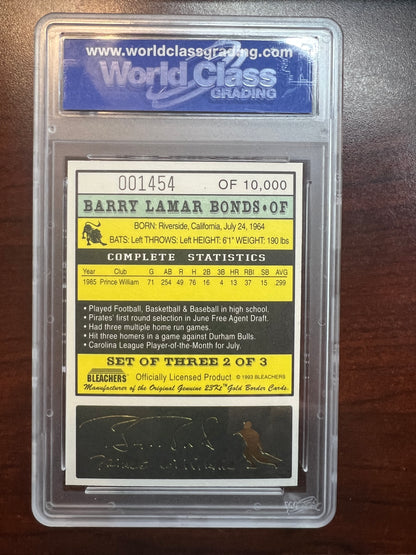 www.worldclassgrading.com
World Class
GRADING
001454 OF 10,000
BARRY LAMAR BONDS•OF
BORN: Riverside, California, July 24, 1964
BATS: Left THROWS: Left HEIGHT: 6'1" WEIGHT: 190 lbs
COMPLETE STATISTICS
Year Club G AB R H 2B 3B HR RBI SB AVG
1985 Prince William 71 254 49 76 16 4 13 37 15 .299
• Played Football, Basketball & Baseball in high school.
• Pirates' first round selection in June Free Agent Draft.
• Had three multiple home run games.
• Hit three homers in a game against Durham Bulls.
• Carolina League Player-of-the-Month for July.
SET OF THREE 2 OF 3
BLEACHERS Officially Licensed Product © 1993 BLEACHERS
Manufacturer of the Original Genuine 23Kt™ Gold Border Cards.
Prince William